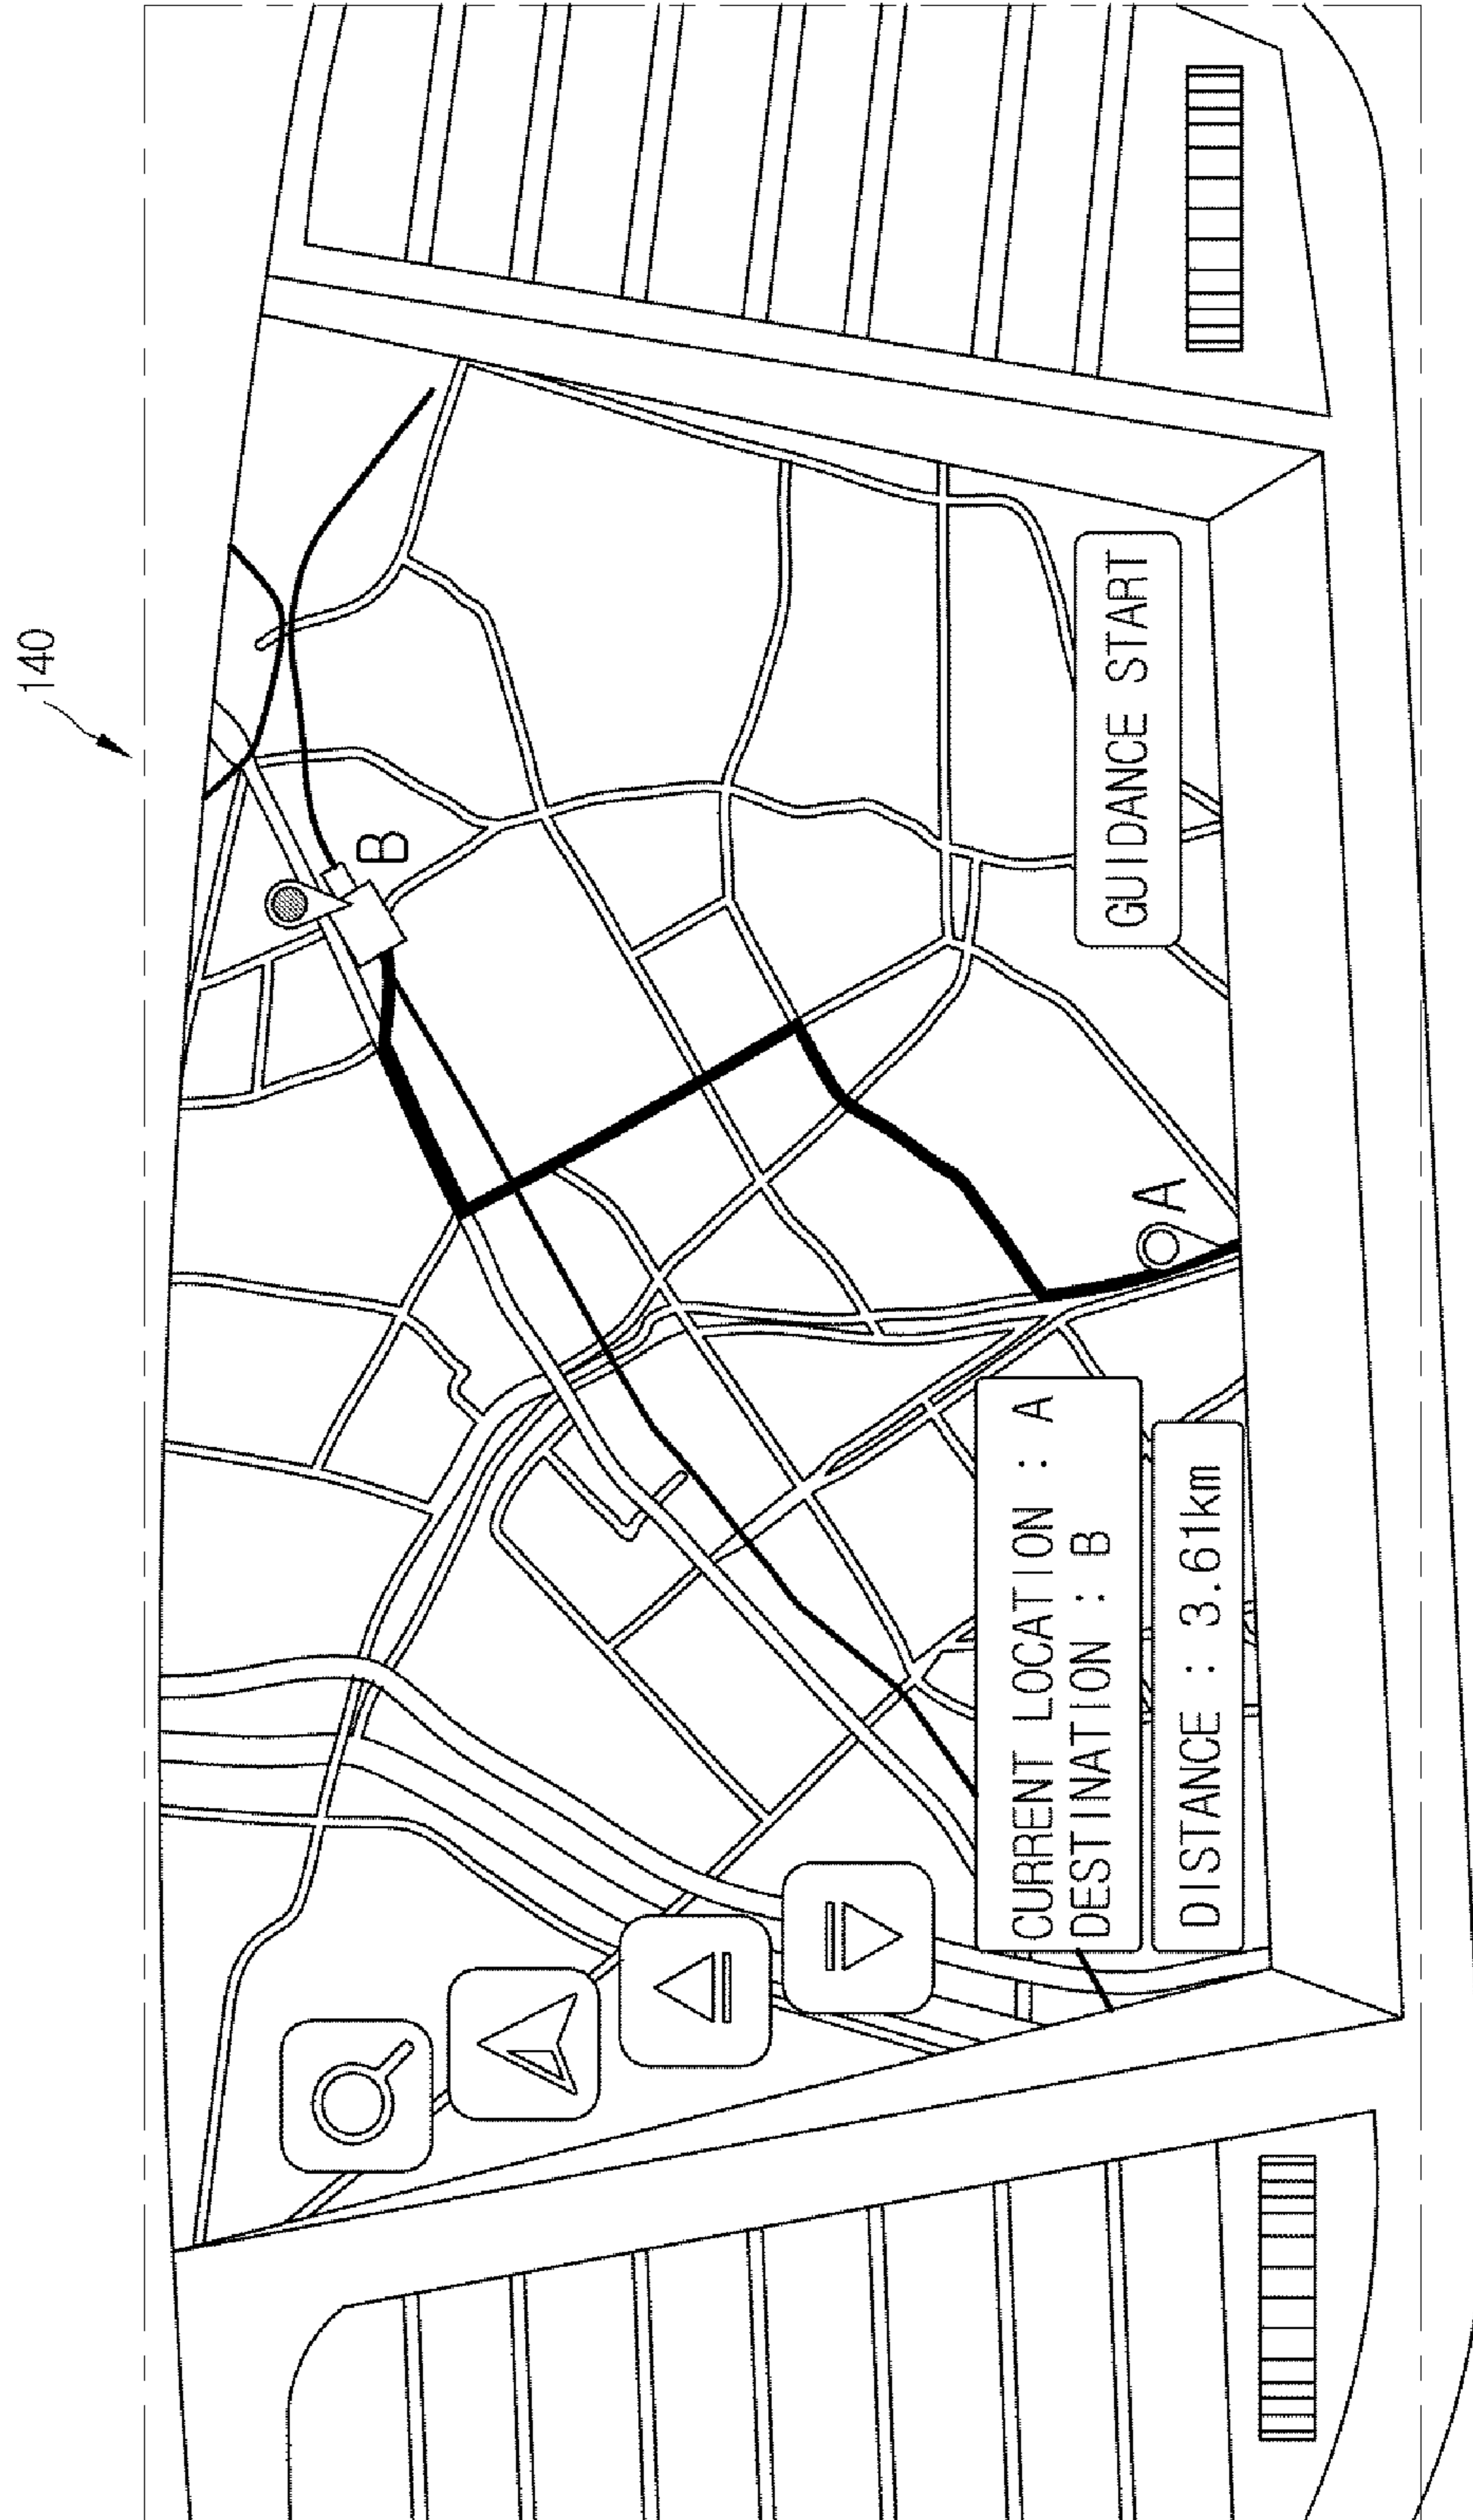 140
B
A
CURRENT LOCATION : A
DESTINATION : B
DISTANCE : 3.61km
GUIDANCE START